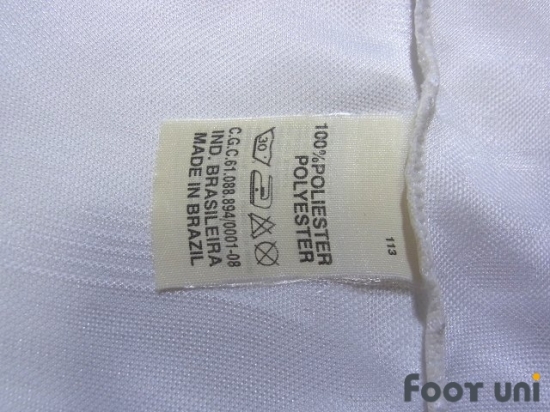 100%POLIESTER
POLYESTER
30°
C.G.C.61.088.894/0001-08
IND. BRASILEIRA
MADE IN BRAZIL
113
FOOT UNI